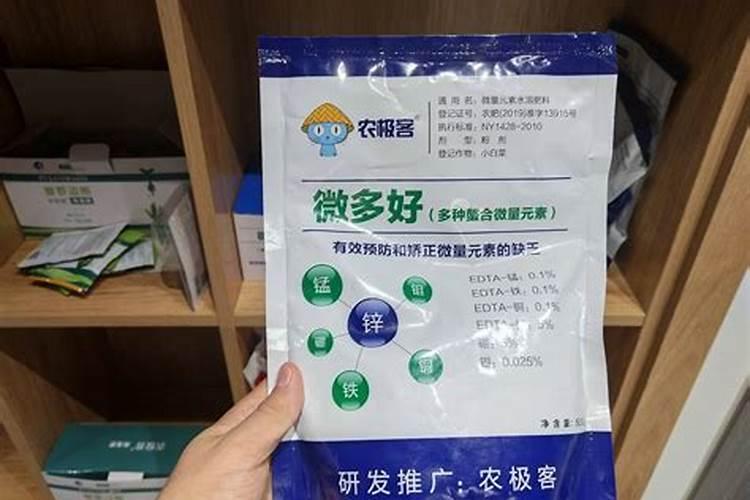 农极客
通 用 名：微量元素水溶肥料
登记证号：农肥(2019)准字13915号
执行标准：NY1428-2010
剂 型：粉 剂
登记作物：小白菜
微多好（多种螯合微量元素）
有效预防和矫正微量元素的缺乏
锰
钼
锌
硼
铜
铁
EDTA-锰：0.1%
EDTA-铁：0.1%
EDTA-铜：0.1%
EDTA-
0.025%
净含量:
研发推广：农极客